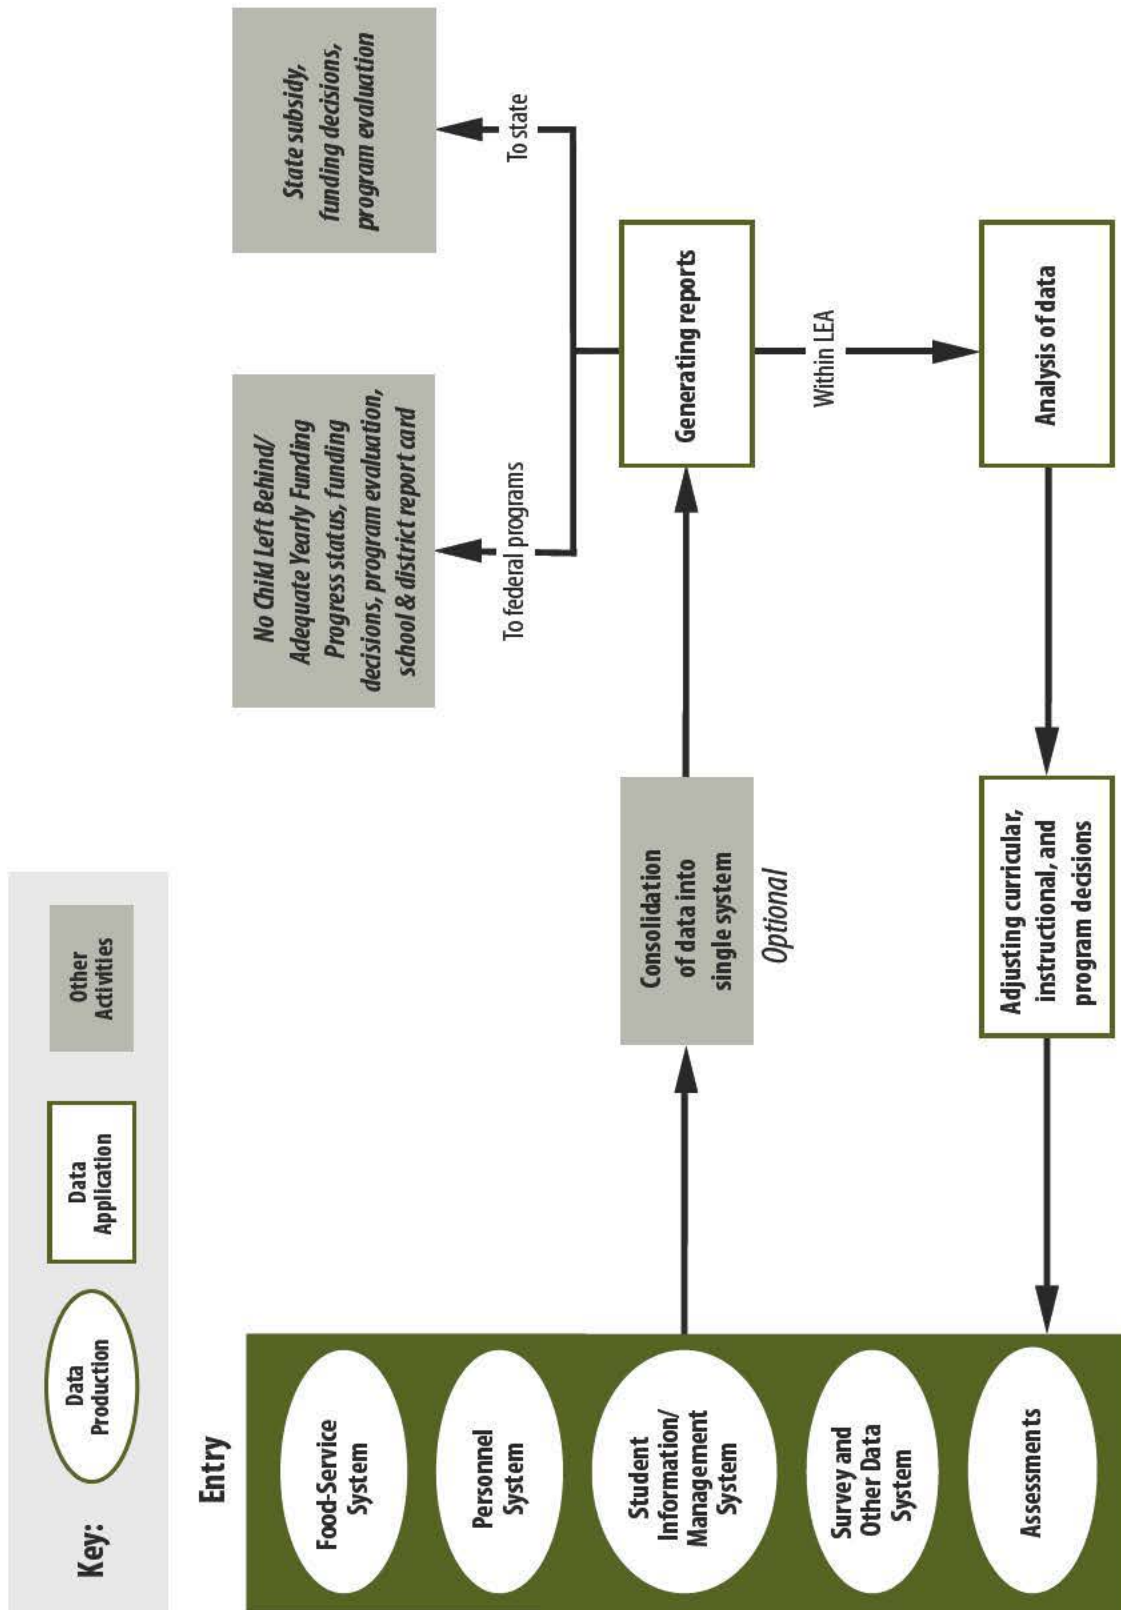 Key:
Data
Production
Data
Application
Other
Activities
Entry
Food-Service
System
Personnel
System
Student
Information/
Management
System
Survey and
Other Data
System
Assessments
Consolidation
of data into
single system
Optional
Generating reports
To federal programs
No Child Left Behind/
Adequate Yearly Funding
Progress status, funding
decisions, program evaluation,
school & district report card
To state
State subsidy,
funding decisions,
program evaluation
Within LEA
Analysis of data
Adjusting curricular,
instructional, and
program decisions